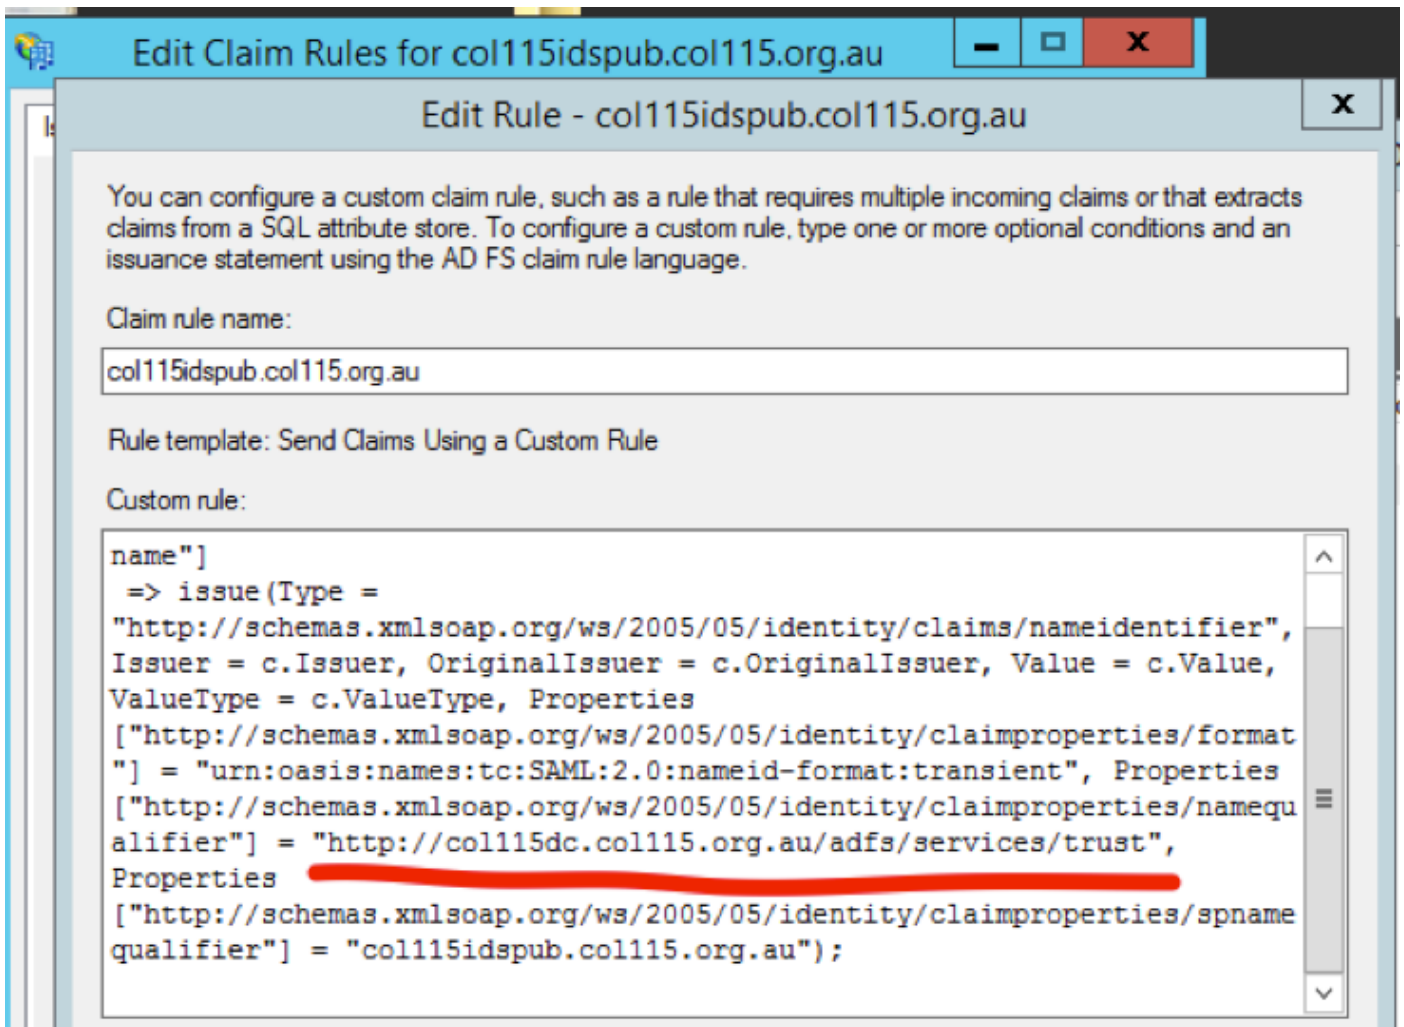 Edit Claim Rules for col115idspub.col115.org.au
x
Edit Rule - col115idspub.col115.org.au
x
You can configure a custom claim rule, such as a rule that requires multiple incoming claims or that extracts
claims from a SQL attribute store. To configure a custom rule, type one or more optional conditions and an
issuance statement using the AD FS claim rule language.
Claim rule name:
col115idspub.col115.org.au
Rule template: Send Claims Using a Custom Rule
Custom rule:
name"]
=> issue(Type =
"http://schemas.xmlsoap.org/ws/2005/05/identity/claims/nameidentifier",
Issuer = c.Issuer, OriginalIssuer = c.OriginalIssuer, Value = c.Value,
ValueType = c.ValueType, Properties
["http://schemas.xmlsoap.org/ws/2005/05/identity/claimproperties/format
"] = "urn:oasis:names:tc:SAML:2.0:nameid-format:transient", Properties
["http://schemas.xmlsoap.org/ws/2005/05/identity/claimproperties/namequ
alifier"] = "http://col115dc.col115.org.au/adfs/services/trust",
Properties
["http://schemas.xmlsoap.org/ws/2005/05/identity/claimproperties/spname
qualifier"] = "col115idspub.col115.org.au");